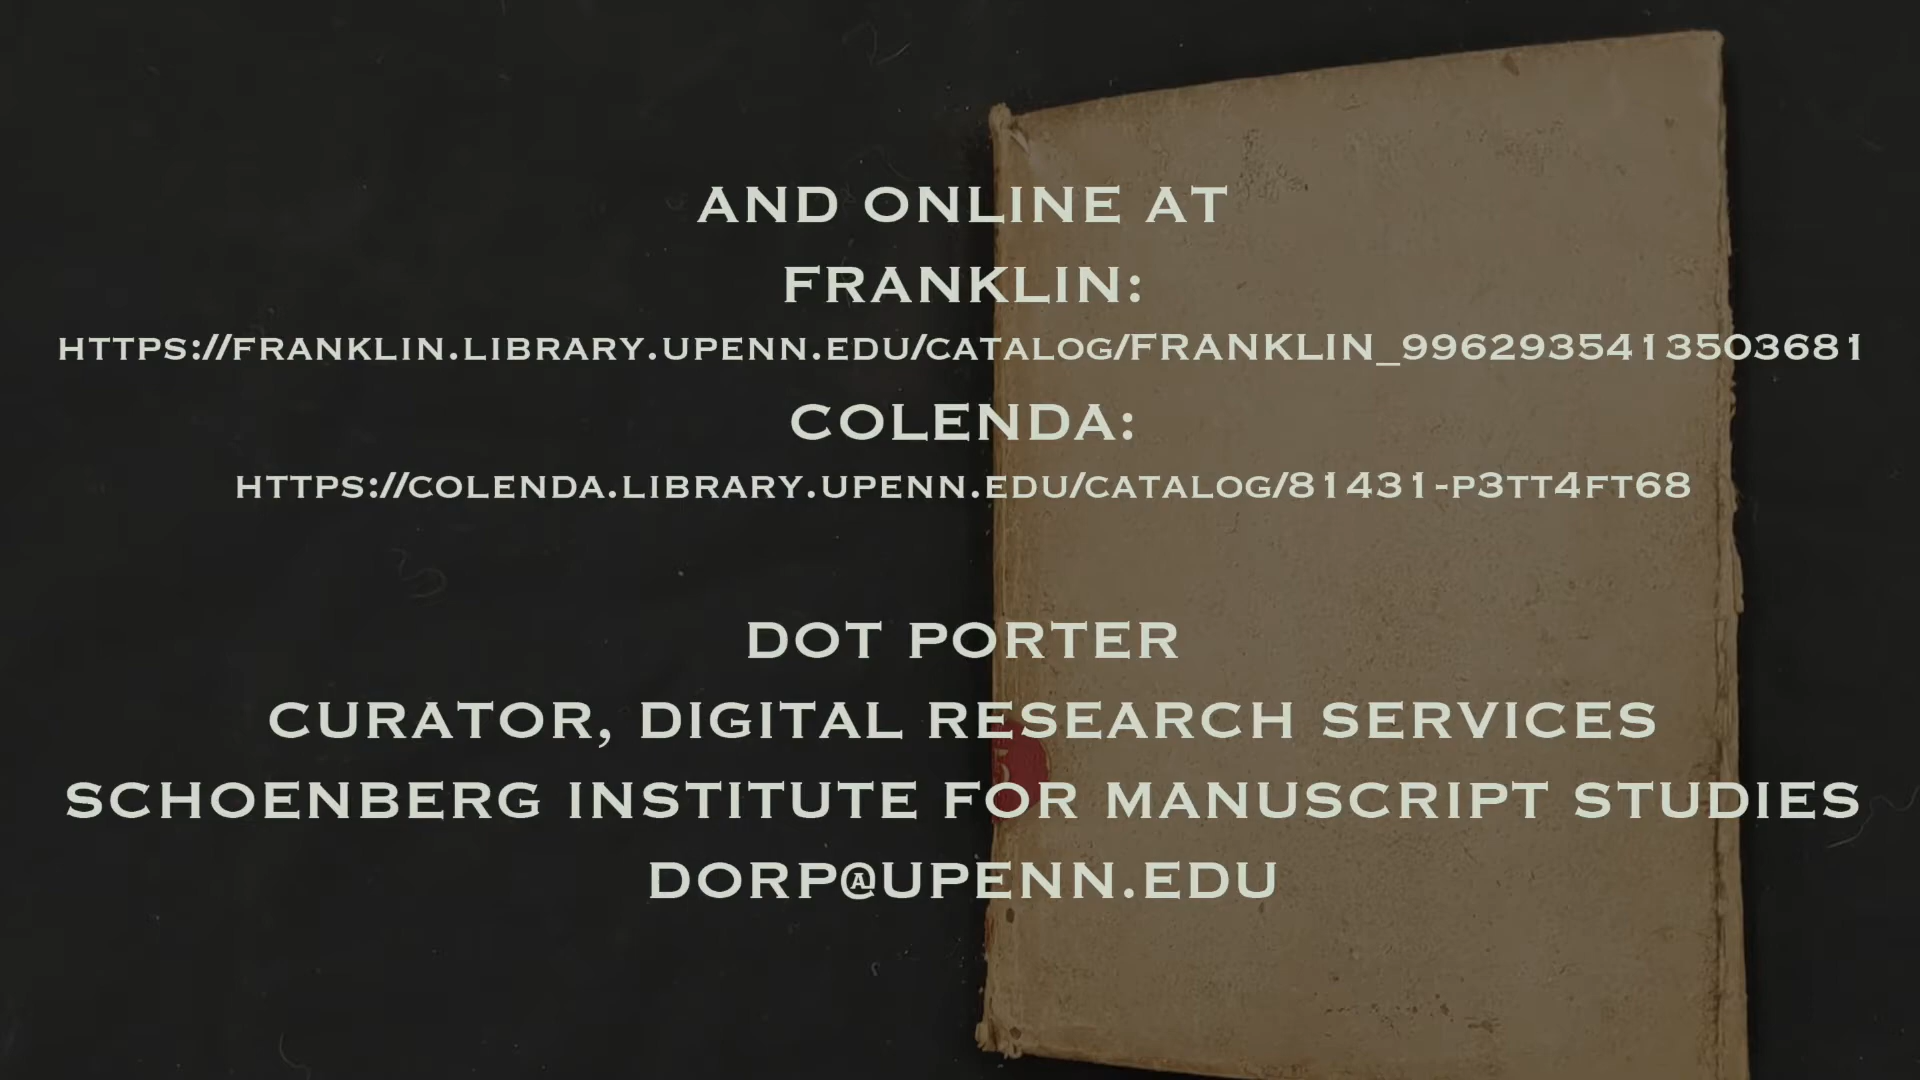 AND ONLINE AT
FRANKLIN:
HTTPS://FRANKLIN.LIBRARY.UPENN.EDU/CATALOG/FRANKLIN_9962935413503681
COLENDA:
HTTPS://COLENDA.LIBRARY.UPENN.EDU/CATALOG/81431-P3TT4FT68
DOT PORTER
CURATOR, DIGITAL RESEARCH SERVICES
SCHOENBERG INSTITUTE FOR MANUSCRIPT STUDIES
DORP@UPENN.EDU